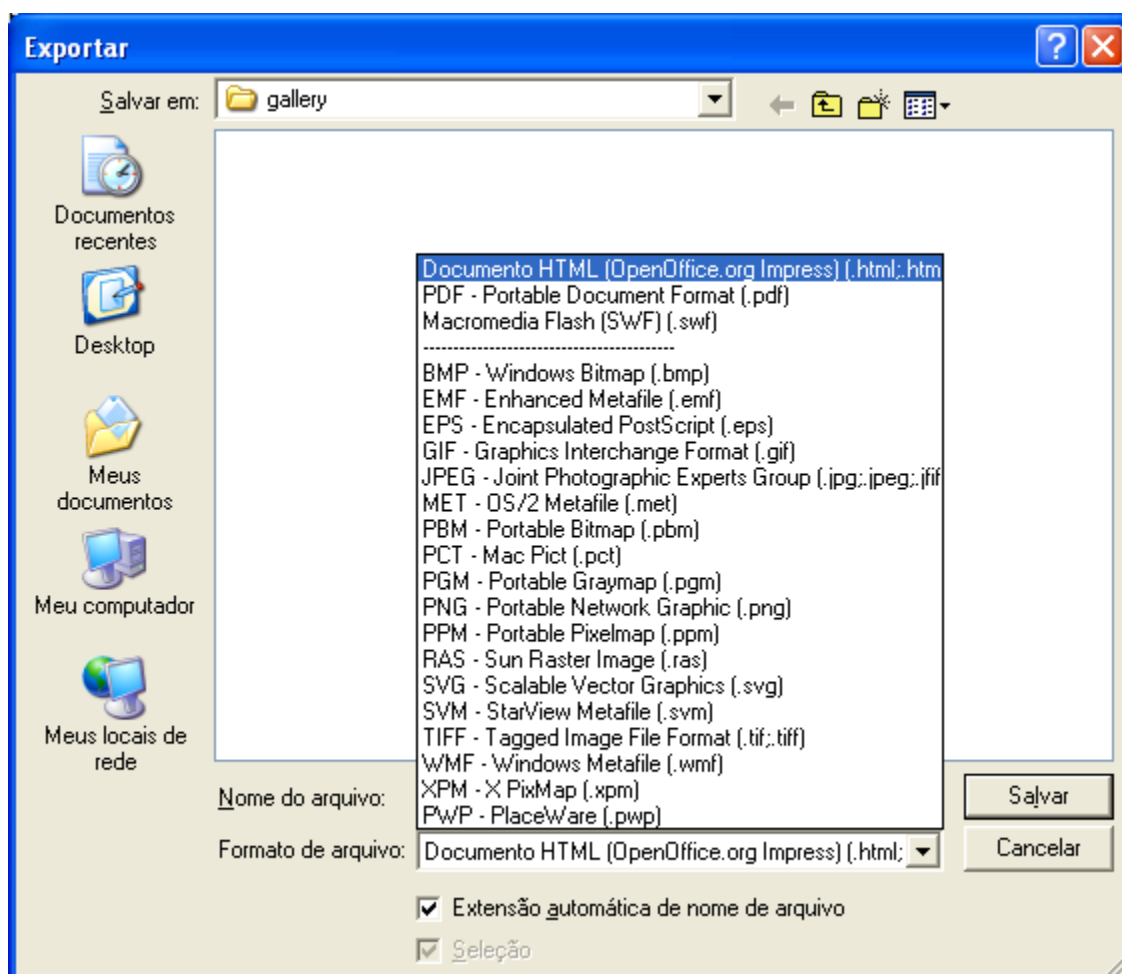 Exportar
Salvar em:
gallery
Documentos
recentes
Desktop
Meus
documentos
Meu computador
Meus locais de
rede
Documento HTML (OpenOffice.org Impress) (.html;.htm
PDF - Portable Document Format (.pdf)
Macromedia Flash (SWF) (.swf)
------------------------------------------
BMP - Windows Bitmap (.bmp)
EMF - Enhanced Metafile (.emf)
EPS - Encapsulated PostScript (.eps)
GIF - Graphics Interchange Format (.gif)
JPEG - Joint Photographic Experts Group (.jpg;.jpeg;.jfif
MET - OS/2 Metafile (.met)
PBM - Portable Bitmap (.pbm)
PCT - Mac Pict (.pct)
PGM - Portable Graymap (.pgm)
PNG - Portable Network Graphic (.png)
PPM - Portable Pixelmap (.ppm)
RAS - Sun Raster Image (.ras)
SVG - Scalable Vector Graphics (.svg)
SVM - StarView Metafile (.svm)
TIFF - Tagged Image File Format (.tif;.tiff)
WMF - Windows Metafile (.wmf)
XPM - X PixMap (.xpm)
PWP - PlaceWare (.pwp)
Nome do arquivo:
Salvar
Formato de arquivo:
Documento HTML (OpenOffice.org Impress) (.html;
Cancelar
Extensão automática de nome de arquivo
Seleção